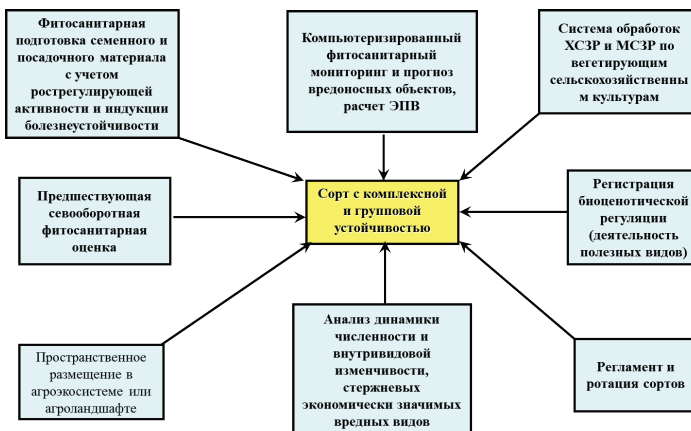 Фитосанитарная
подготовка семенного и
посадочного материала
с учетом
рострегулирующей
активности и индукции
болезнеустойчивости
Компьютеризированный
фитосанитарный
мониторинг и прогноз
вредоносных объектов,
расчет ЭПВ
Система обработок
ХСЗР и МСЗР по
вегетирующим
сельскохозяйственны
м культурам
Предшествующая
севооборотная
фитосанитарная
оценка
Сорт с комплексной
и групповой
устойчивостью
Регистрация
биоценотической
регуляции
(деятельность
полезных видов)
Пространственное
размещение в
агроэкосистеме или
агроландшафте
Анализ динамики
численности и
внутривидовой
изменчивости,
стержневых
экономически значимых
вредных видов
Регламент и
ротация сортов